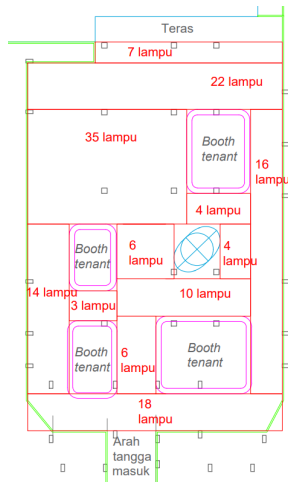 Teras
7 lampu
22 lampu
35 lampu
Booth
tenant
16
lampu
4 lampu
Booth
tenant
6
lampu
4
lampu
14 lampu
3 lampu
10 lampu
Booth
tenant
6
lampu
Booth
tenant
18
lampu
Arah
tangga
masuk